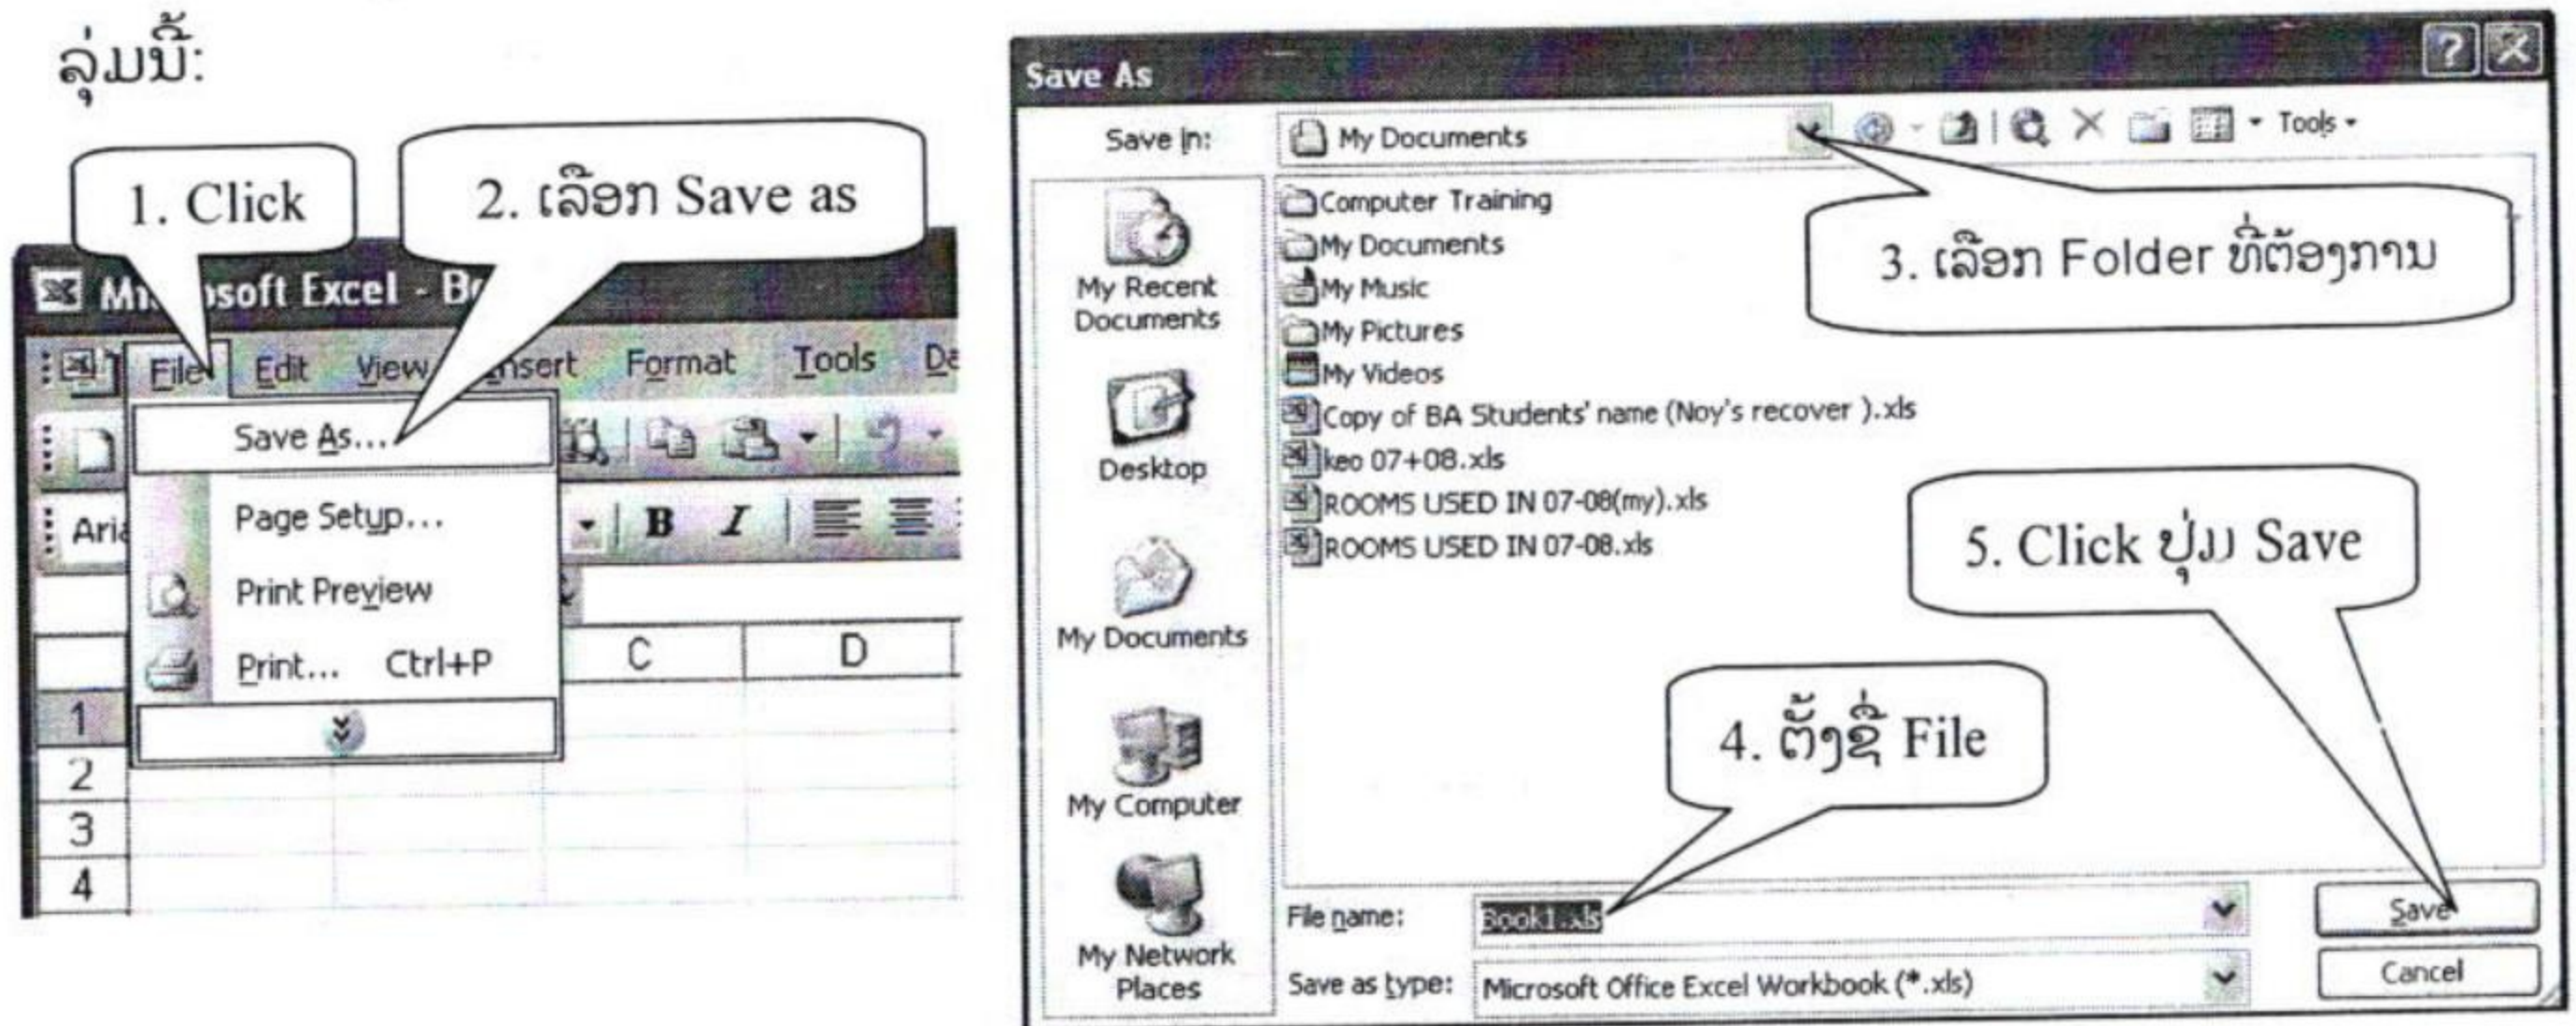 ລຸ່ມນີ້:
1. Click
2. ເລືອກ Save as
Microsoft Excel - Bo
File Edit View Insert Format Tools Da
Save As...
Page Setup...
Print Preview
Print... Ctrl+P
Aria
B I
C D
1
2
3
4
Save As
Save in: My Documents
Tools
3. ເລືອກ Folder ທີ່ຕ້ອງການ
My Recent Documents
Desktop
My Documents
My Computer
My Network Places
Computer Training
My Documents
My Music
My Pictures
My Videos
Copy of BA Students' name (Noy's recover ).xls
keo 07+08.xls
ROOMS USED IN 07-08(my).xls
ROOMS USED IN 07-08.xls
5. Click ປຸ່ມ Save
4. ຕັ້ງຊື່ File
File name: Book1.xls
Save
Save as type: Microsoft Office Excel Workbook (*.xls)
Cancel